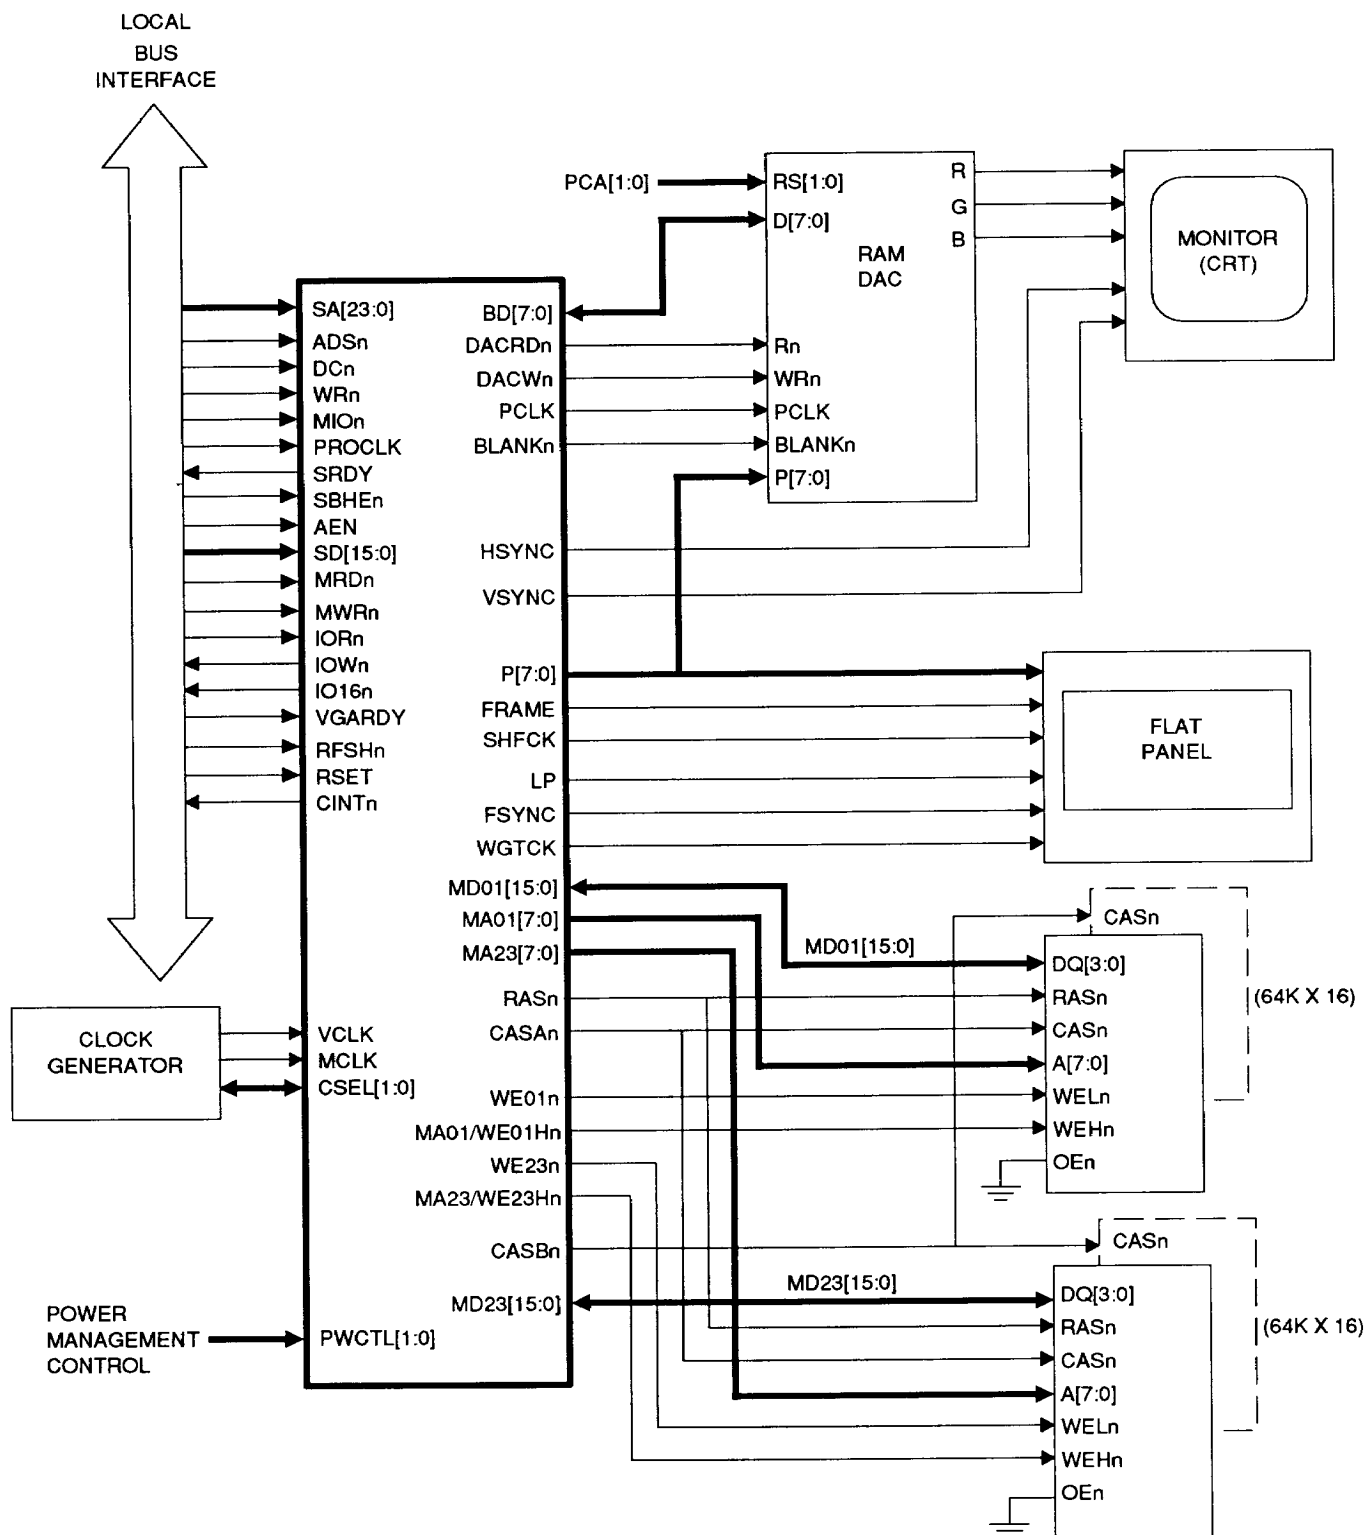 LOCAL
BUS
INTERFACE
PCA[1:0]
RS[1:0]
D[7:0]
RAM
DAC
R
G
B
Rn
WRn
PCLK
BLANKn
P[7:0]
MONITOR
(CRT)
SA[23:0]
ADSn
DCn
WRn
MIOn
PROCLK
SRDY
SBHEn
AEN
SD[15:0]
MRDn
MWRn
IORn
IOWn
IO16n
VGARDY
RFSHn
RSET
CINTn
BD[7:0]
DACRDn
DACWn
PCLK
BLANKn
HSYNC
VSYNC
P[7:0]
FRAME
SHFCK
LP
FSYNC
WGTCK
FLAT
PANEL
MD01[15:0]
MA01[7:0]
MA23[7:0]
RASn
CASAn
WE01n
MA01/WE01Hn
WE23n
MA23/WE23Hn
CASBn
MD23[15:0]
CLOCK
GENERATOR
VCLK
MCLK
CSEL[1:0]
POWER
MANAGEMENT
CONTROL
PWCTL[1:0]
MD01[15:0]
CASn
DQ[3:0]
RASn
CASn
A[7:0]
WELn
WEHn
OEn
(64K X 16)
MD23[15:0]
CASn
DQ[3:0]
RASn
CASn
A[7:0]
WELn
WEHn
OEn
(64K X 16)